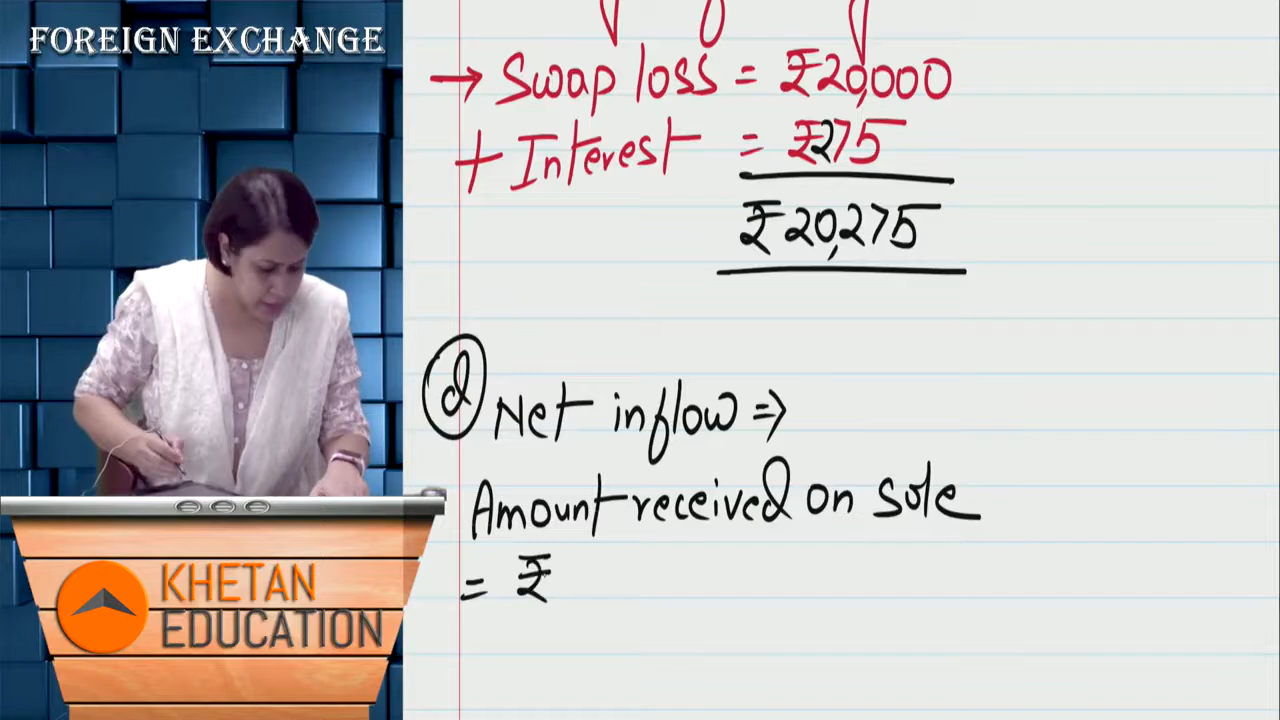 FOREIGN EXCHANGE
→ Swap loss = ₹20,000
+ Interest = ₹275
₹20,275
d Net inflow ⇒
Amount received on sale
= ₹
KHETAN
EDUCATION